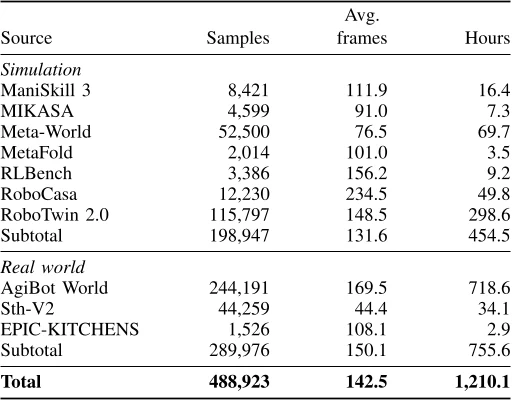 Avg.
Source Samples frames Hours
Simulation
ManiSkill 3 8,421 111.9 16.4
MIKASA 4,599 91.0 7.3
Meta-World 52,500 76.5 69.7
MetaFold 2,014 101.0 3.5
RLBench 3,386 156.2 9.2
RoboCasa 12,230 234.5 49.8
RoboTwin 2.0 115,797 148.5 298.6
Subtotal 198,947 131.6 454.5
Real world
AgiBot World 244,191 169.5 718.6
Sth-V2 44,259 44.4 34.1
EPIC-KITCHENS 1,526 108.1 2.9
Subtotal 289,976 150.1 755.6
Total 488,923 142.5 1,210.1